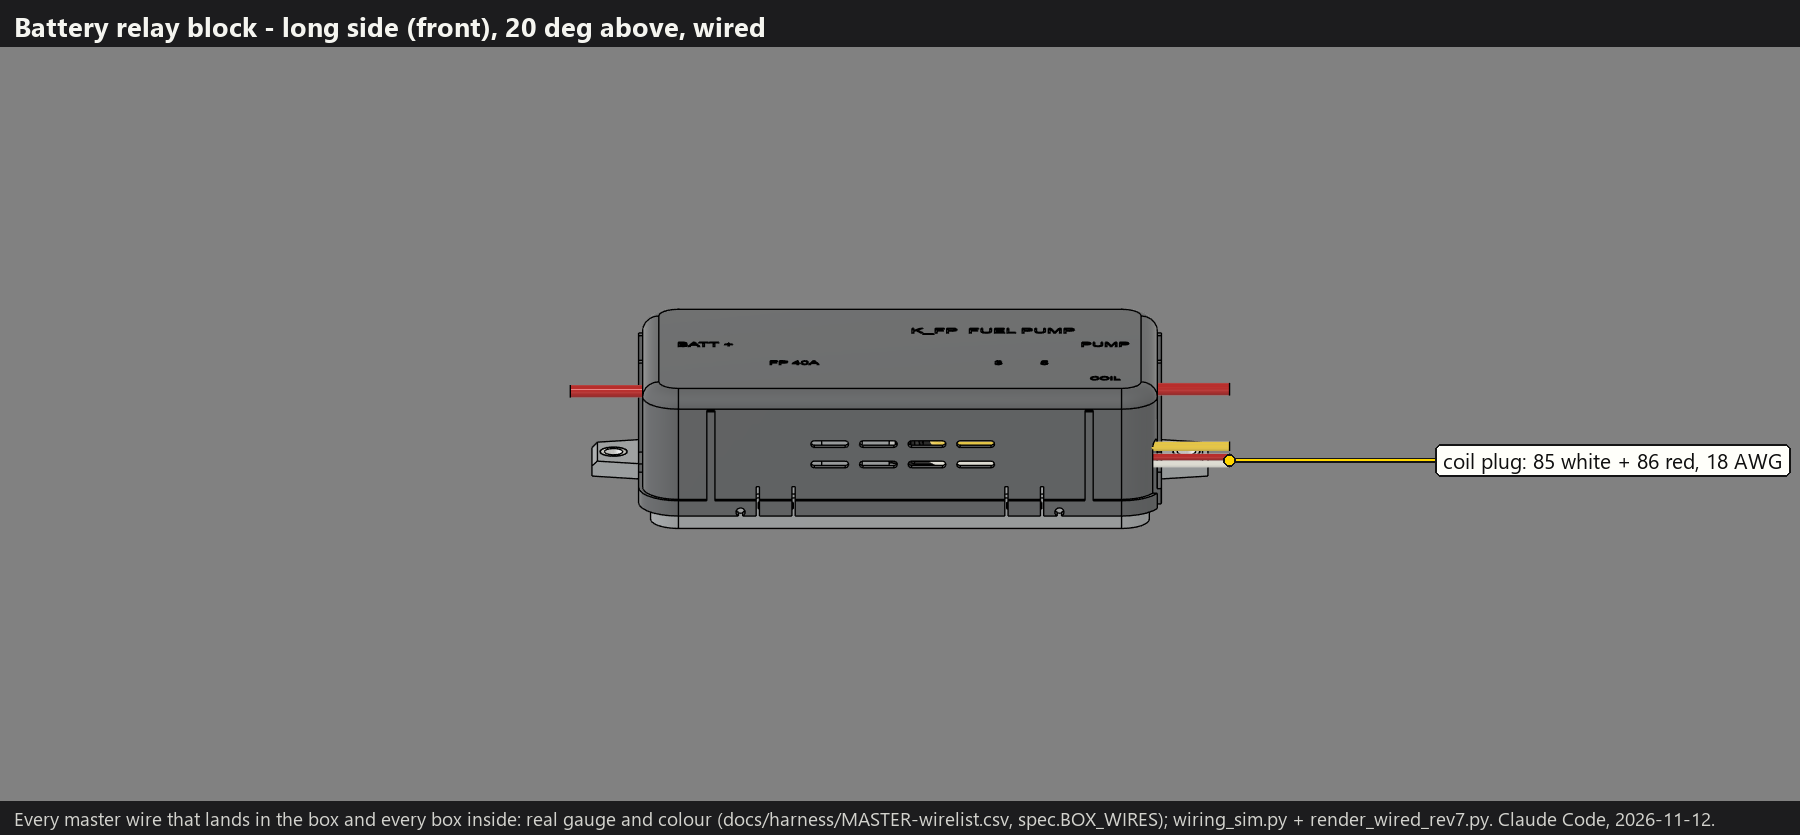 Battery relay block - long side (front), 20 deg above, wired
K_FP FUEL PUMP
BATT +
PUMP
FP 40A
COIL
coil plug: 85 white + 86 red, 18 AWG
Every master wire that lands in the box and every box inside: real gauge and colour (docs/harness/MASTER-wirelist.csv, spec.BOX_WIRES); wiring_sim.py + render_wired_rev7.py. Claude Code, 2026-11-12.